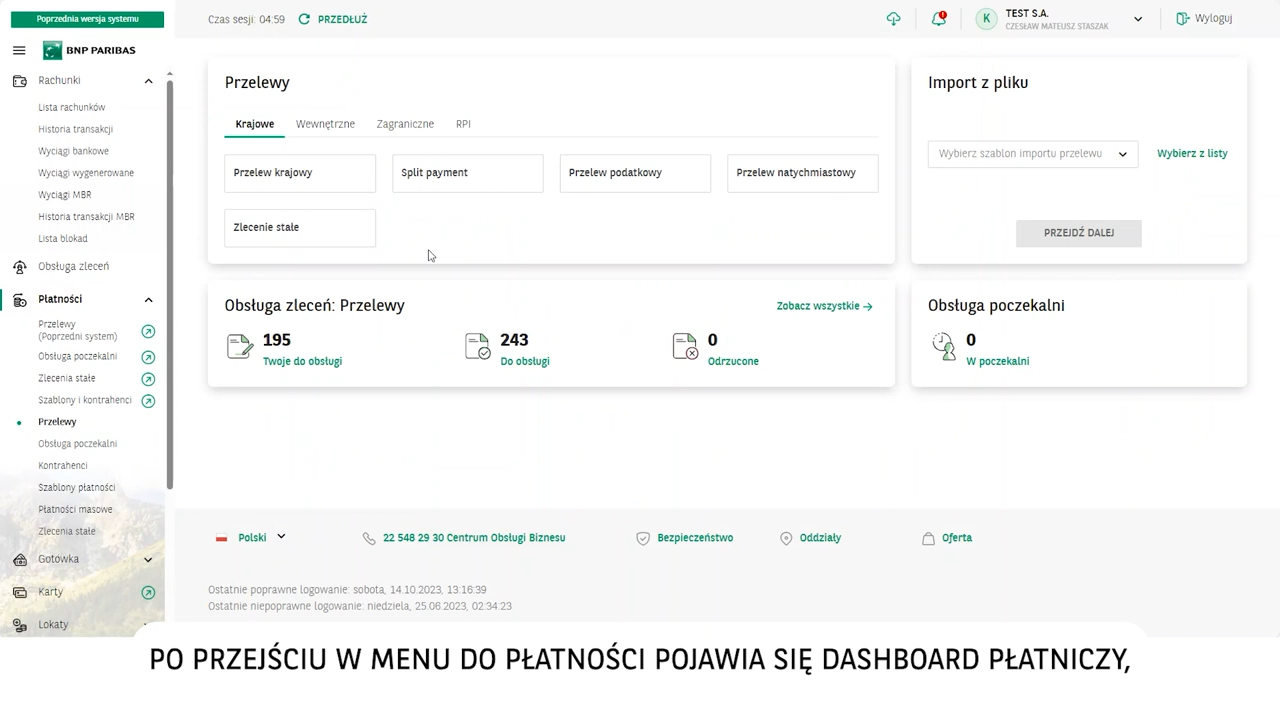 Poprzednia wersja systemu
Czas sesji: 04:59 PRZEDŁUŻ
K TEST S.A.
CZESŁAW MATEUSZ STASZAK
Wyloguj
BNP PARIBAS
Rachunki
Lista rachunków
Historia transakcji
Wyciągi bankowe
Wyciągi wygenerowane
Wyciągi MBR
Historia transakcji MBR
Lista blokad
Obsługa zleceń
Płatności
Przelewy
(Poprzedni system)
Obsługa poczekalni
Zlecenia stałe
Szablony i kontrahenci
Przelewy
Obsługa poczekalni
Kontrahenci
Szablony płatności
Płatności masowe
Zlecenia stałe
Gotówka
Karty
Lokaty
Przelewy
Krajowe Wewnętrzne Zagraniczne RPI
Przelew krajowy Split payment Przelew podatkowy Przelew natychmiastowy
Zlecenie stałe
Import z pliku
Wybierz szablon importu przelewu Wybierz z listy
PRZEJDŹ DALEJ
Obsługa zleceń: Przelewy Zobacz wszystkie →
195 243 0
Twoje do obsługi Do obsługi Odrzucone
Obsługa poczekalni
0
W poczekalni
Polski 22 548 29 30 Centrum Obsługi Biznesu Bezpieczeństwo Oddziały Oferta
Ostatnie poprawne logowanie: sobota, 14.10.2023, 13:16:39
Ostatnie niepoprawne logowanie: niedziela, 25.06.2023, 02:34:23
PO PRZEJŚCIU W MENU DO PŁATNOŚCI POJAWIA SIĘ DASHBOARD PŁATNICZY,